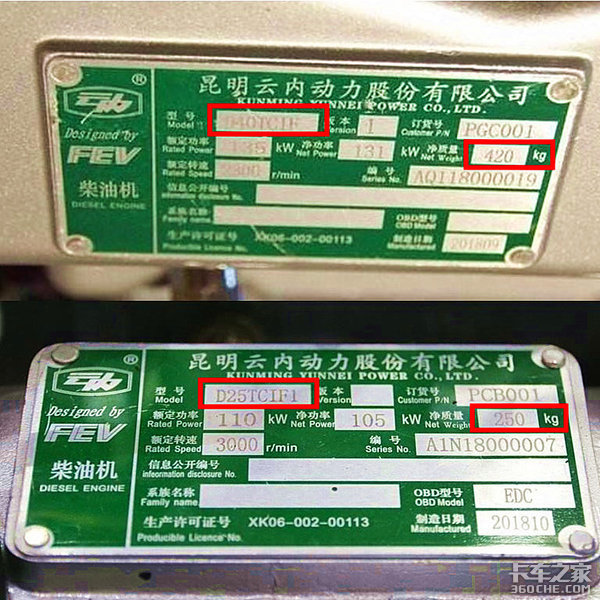 ®
昆明云内动力股份有限公司
KUNMING YUNNEI POWER CO., LTD.
Designed by
FEV
柴油机
DIESEL ENGINE
型号 D40TCIF 版本 1 订货号 PGC001
Model Version Customer P/N
额定功率 135 kW 净功率 131 kW 净质量 420 kg
Rated Power Net Power Net Weight
额定转速 2300 r/min 编号 AQ118000019
Rated Speed Series No.
信息公开编号
系族名称 OBD型号
Family name OBD Model
生产许可证号 XK06-002-00113 制造日期 201809
Producible Licence No. Manufactured
®
昆明云内动力股份有限公司
KUNMING YUNNEI POWER CO., LTD.
Designed by
FEV
柴油机
DIESEL ENGINE
型号 D25TCIF1 版本 订货号 PCB001
Model Version Customer P/N
额定功率 110 kW 净功率 105 kW 净质量 250 kg
Rated Power Net Power Net Weight
额定转速 3000 r/min 编号 A1N18000007
Rated Speed Series No.
信息公开编号
infeormation disclosure No.
系族名称 OBD型号 EDC
Family name OBD Model
生产许可证号 XK06-002-00113 制造日期 201810
Producible Licence No. Manufactured
卡车之家
360CHE.COM